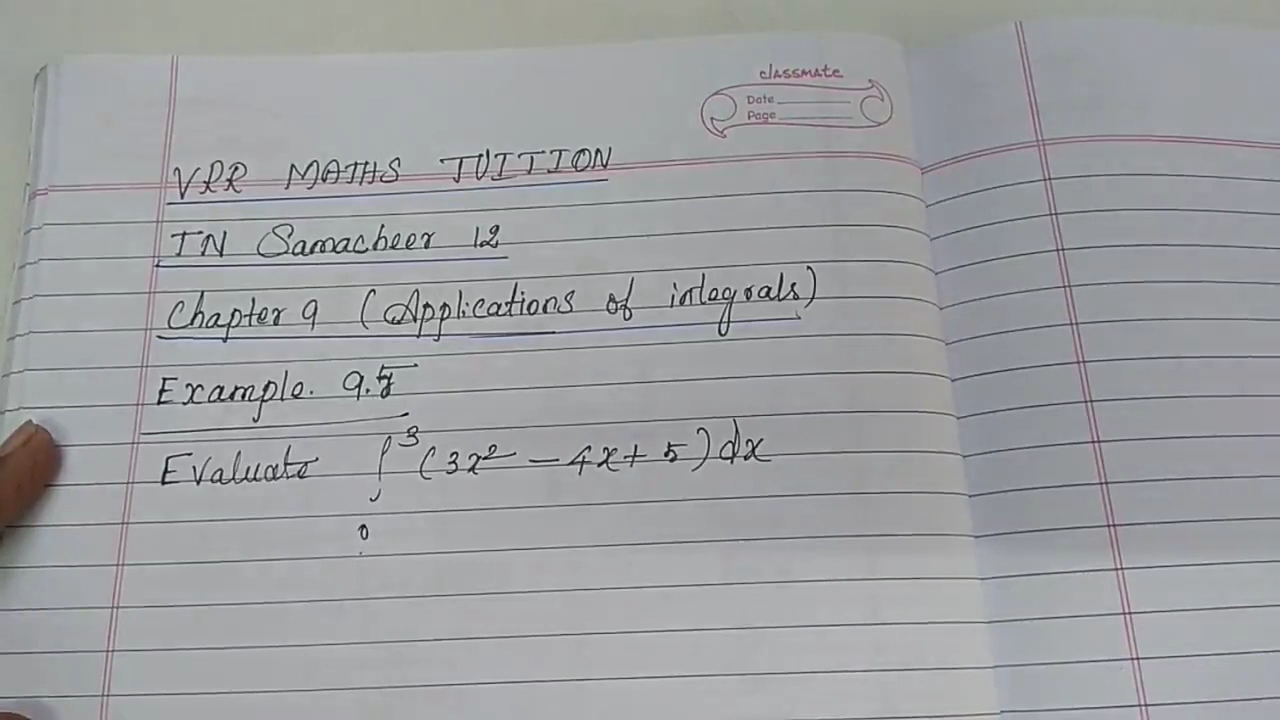 classmate
Date
Page
VRR MATHS TUITION
TN Samacheer 12
Chapter 9 (Applications of integrals)
Example. 9.
Evaluate ∫₀³ (3x² - 4x + 5) dx